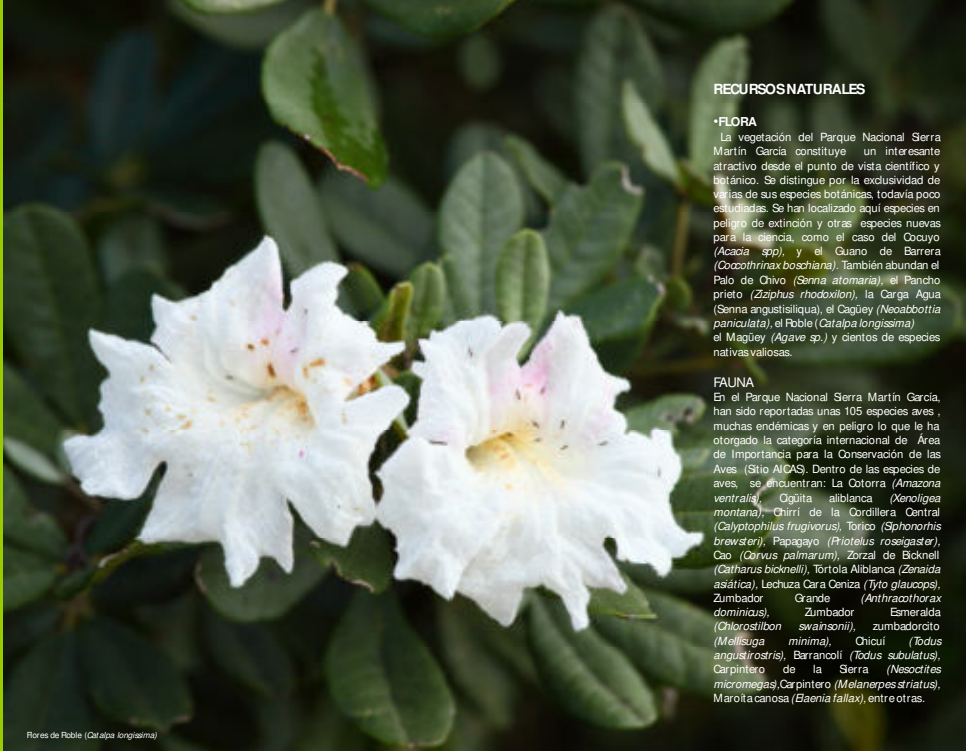 RECURSOS NATURALES
•FLORA
La vegetación del Parque Nacional Sierra
Martín García constituye un interesante
atractivo desde el punto de vista científico y
botánico. Se distingue por la exclusividad de
varias de sus especies botánicas, todavía poco
estudiadas. Se han localizado aquí especies en
peligro de extinción y otras especies nuevas
para la ciencia, como el caso del Cocuyo
(Acacia spp), y el Guano de Barrera
(Coccothrinax boschiana). También abundan el
Palo de Chivo (Senna atomaria), el Pancho
prieto (Ziziphus rhodoxilon), la Carga Agua
(Senna angustisiliqua), el Cagüey (Neoabbottia
paniculata), el Roble (Catalpa longissima)
el Magüey (Agave sp.) y cientos de especies
nativas valiosas.
FAUNA
En el Parque Nacional Sierra Martín García,
han sido reportadas unas 105 especies aves ,
muchas endémicas y en peligro lo que le ha
otorgado la categoría internacional de Área
de Importancia para la Conservación de las
Aves (Sitio AICAS). Dentro de las especies de
aves, se encuentran: La Cotorra (Amazona
ventralis), Cigüita aliblanca (Xenoligea
montana), Chirrí de la Cordillera Central
(Calyptophilus frugivorus), Torico (Siphonorhis
brewsteri), Papagayo (Priotelus roseigaster),
Cao (Corvus palmarum), Zorzal de Bicknell
(Catharus bicknelli), Tórtola Aliblanca (Zenaida
asiática), Lechuza Cara Ceniza (Tyto glaucops),
Zumbador Grande (Anthracothorax
dominicus), Zumbador Esmeralda
(Chlorostilbon swainsonii), zumbadorcito
(Mellisuga minima), Chicuí (Todus
angustirostris), Barrancolí (Todus subulatus),
Carpintero de la Sierra (Nesoctites
micromegas),Carpintero (Melanerpes striatus),
Maroita canosa (Elaenia fallax), entre otras.
Flores de Roble (Catalpa longissima)